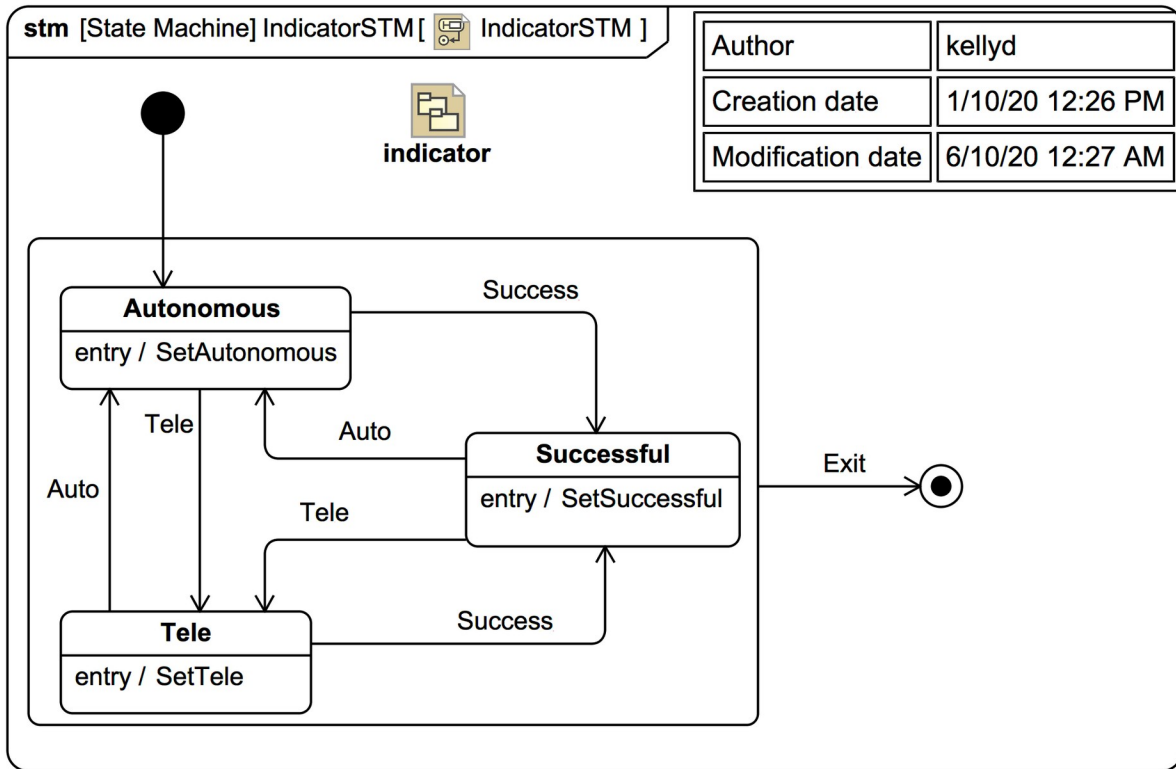 stm [State Machine] IndicatorSTM [ IndicatorSTM ]
Author kellyd
Creation date 1/10/20 12:26 PM
Modification date 6/10/20 12:27 AM
indicator
Autonomous
entry / SetAutonomous
Success
Tele
Auto
Auto
Successful
entry / SetSuccessful
Exit
Tele
Tele
entry / SetTele
Success